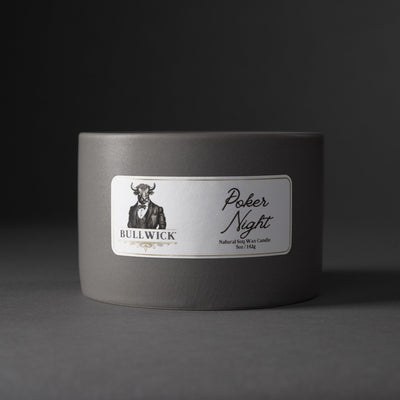 BULLWICK
Poker
Night
Natural Soy Wax Candle
5oz / 142g